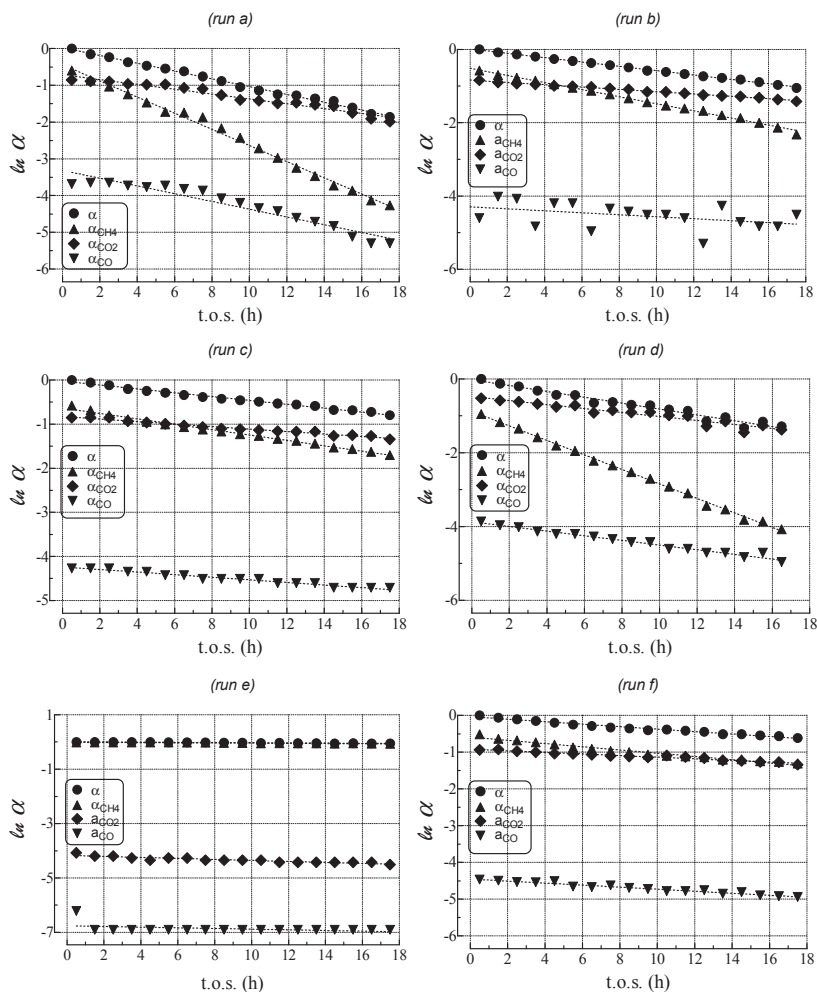 (run a)
ln α
0
-1
-2
-3
-4
-5
-6
α
αCH4
αCO2
αCO
0 2 4 6 8 10 12 14 16 18
t.o.s. (h)
(run b)
ln α
0
-2
-4
-6
α
aCH4
aCO2
aCO
0 2 4 6 8 10 12 14 16 18
t.o.s. (h)
(run c)
ln α
0
-1
-2
-3
-4
-5
α
αCH4
αCO2
αCO
0 2 4 6 8 10 12 14 16 18
t.o.s. (h)
(run d)
ln α
0
-2
-4
-6
α
αCH4
αCO2
αCO
0 2 4 6 8 10 12 14 16 18
t.o.s. (h)
(run e)
ln α
1
-1
-3
-5
-7
α
αCH4
aCO2
aCO
0 2 4 6 8 10 12 14 16 18
t.o.s. (h)
(run f)
ln α
0
-1
-2
-3
-4
-5
-6
α
αCH4
aCO2
aCO
0 2 4 6 8 10 12 14 16 18
t.o.s. (h)